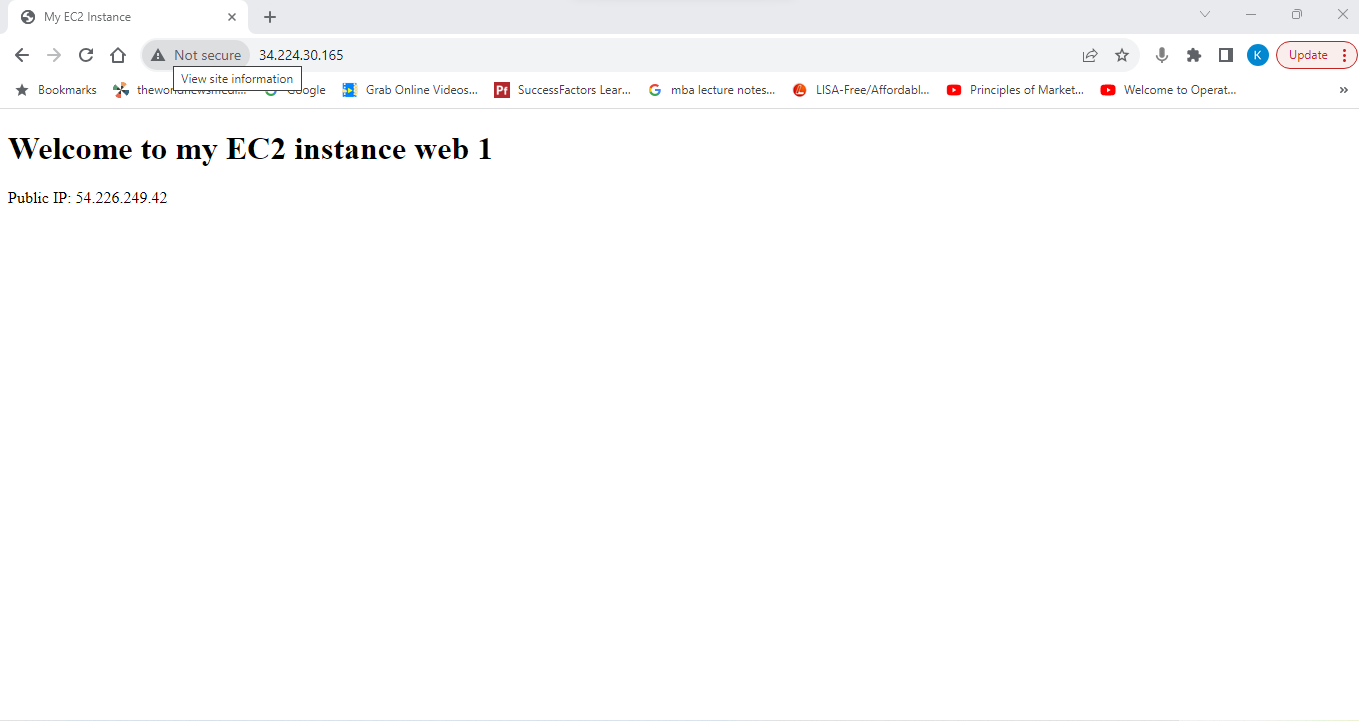 My EC2 Instance
Not secure 34.224.30.165 K Update
View site information
Bookmarks Google Grab Online Videos... Pf SuccessFactors Lear... G mba lecture notes... LISA-Free/Affordabl... Principles of Market... Welcome to Operat... »
Welcome to my EC2 instance web 1
Public IP: 54.226.249.42